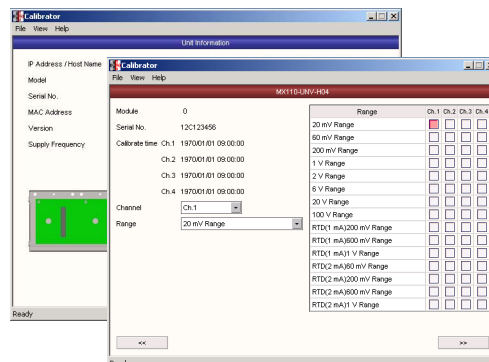 Calibrator
File View Help
Unit Information
IP Address / Host Name
Model
Serial No.
MAC Address
Version
Supply Frequency
Ready
Calibrator
File View Help
MX110-UNV-H04
Module 0
Serial No. 12C123456
Calibrate time Ch.1 1970/01/01 09:00:00
Ch.2 1970/01/01 09:00:00
Ch.3 1970/01/01 09:00:00
Ch.4 1970/01/01 09:00:00
Channel Ch.1
Range 20 mV Range
Range Ch.1 Ch.2 Ch.3 Ch.4
20 mV Range
60 mV Range
200 mV Range
1 V Range
2 V Range
6 V Range
20 V Range
100 V Range
RTD(1 mA)200 mV Range
RTD(1 mA)600 mV Range
RTD(1 mA)1 V Range
RTD(2 mA)60 mV Range
RTD(2 mA)200 mV Range
RTD(2 mA)600 mV Range
RTD(2 mA)1 V Range
<< >>